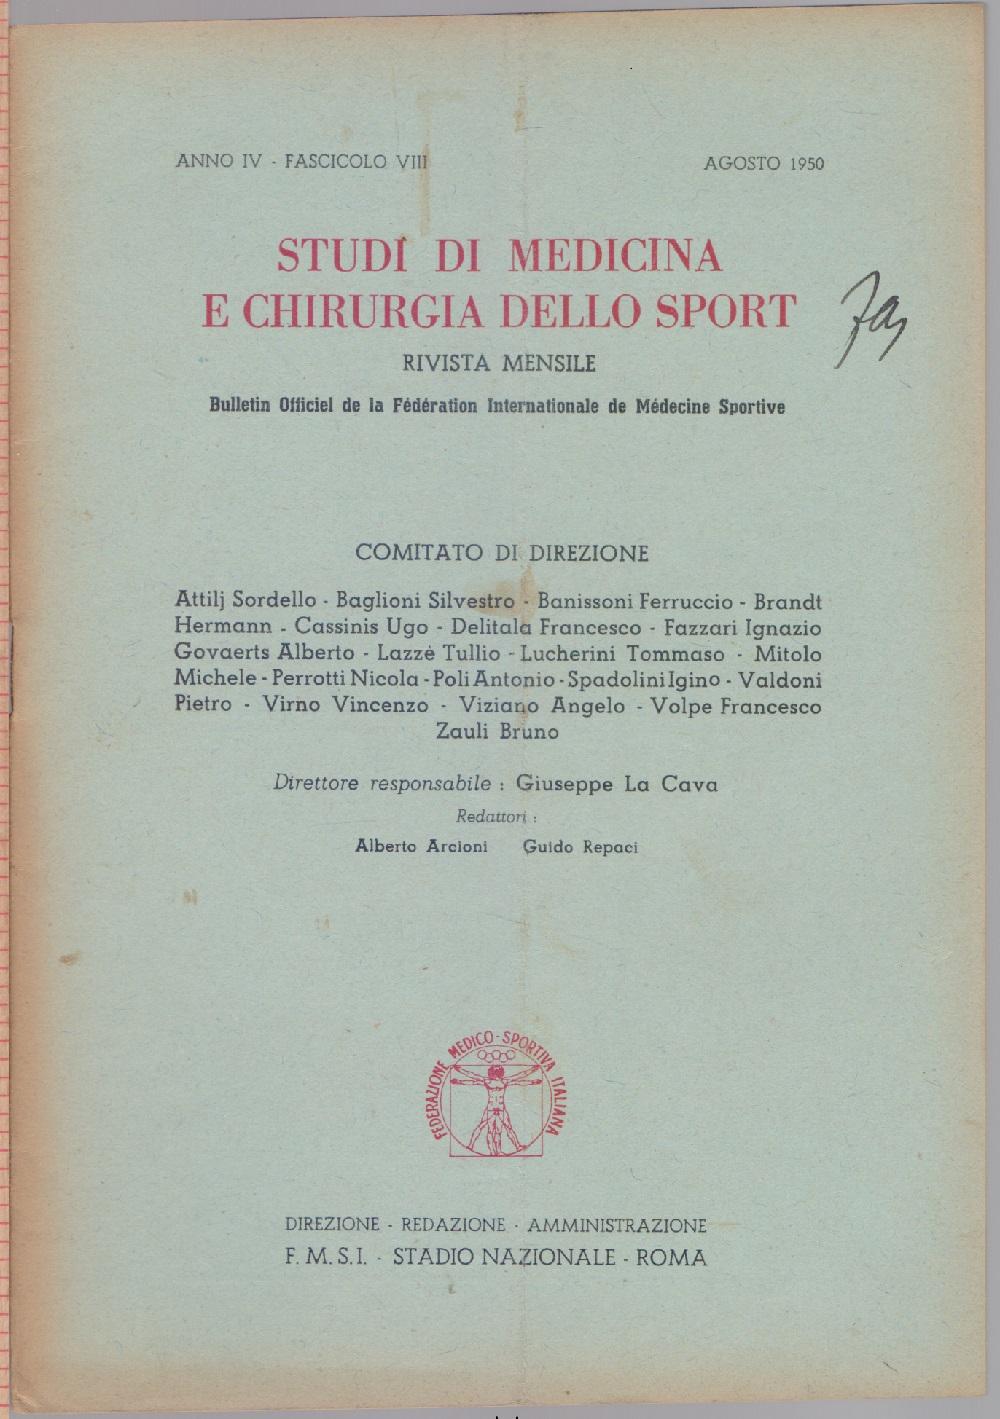 ANNO IV - FASCICOLO VIII
AGOSTO 1950
STUDI DI MEDICINA
E CHIRURGIA DELLO SPORT
RIVISTA MENSILE
Bulletin Officiel de la Fédération Internationale de Médecine Sportive
COMITATO DI DIREZIONE
Attilj Sordello - Baglioni Silvestro - Banissoni Ferruccio - Brandt
Hermann - Cassinis Ugo - Delitala Francesco - Fazzari Ignazio
Govaerts Alberto - Lazzè Tullio - Lucherini Tommaso - Mitolo
Michele - Perrotti Nicola - Poli Antonio - Spadolini Igino - Valdoni
Pietro - Virno Vincenzo - Viziano Angelo - Volpe Francesco
Zauli Bruno
Direttore responsabile : Giuseppe La Cava
Redattori :
Alberto Arcioni Guido Repaci
FEDERAZIONE MEDICO-SPORTIVA ITALIANA
DIREZIONE - REDAZIONE - AMMINISTRAZIONE
F. M. S. I. - STADIO NAZIONALE - ROMA